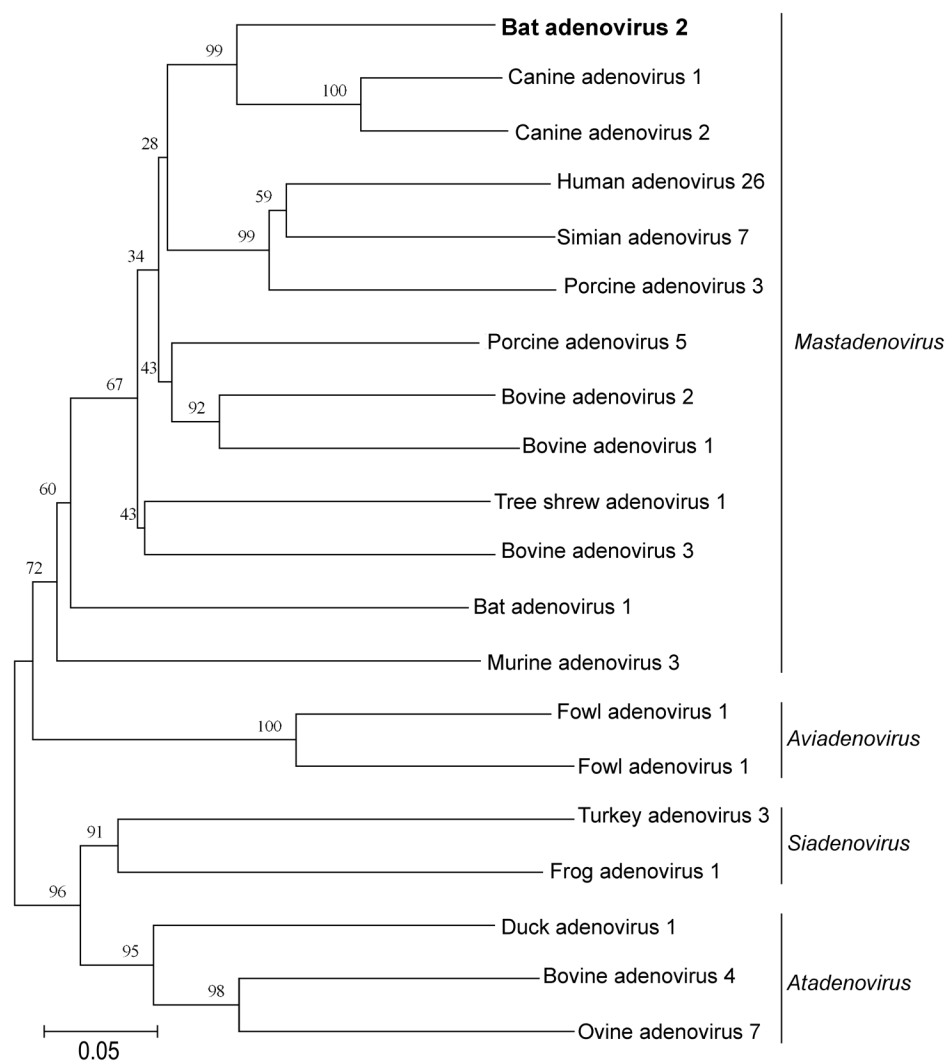 Bat adenovirus 2
99
Canine adenovirus 1
100
Canine adenovirus 2
28
Human adenovirus 26
59
Simian adenovirus 7
99
Porcine adenovirus 3
34
Porcine adenovirus 5
Mastadenovirus
43
67
Bovine adenovirus 2
92
Bovine adenovirus 1
60
Tree shrew adenovirus 1
43
Bovine adenovirus 3
72
Bat adenovirus 1
Murine adenovirus 3
Fowl adenovirus 1
100
Aviadenovirus
Fowl adenovirus 1
Turkey adenovirus 3
91
Siadenovirus
Frog adenovirus 1
96
Duck adenovirus 1
95
Bovine adenovirus 4
Atadenovirus
98
Ovine adenovirus 7
0.05